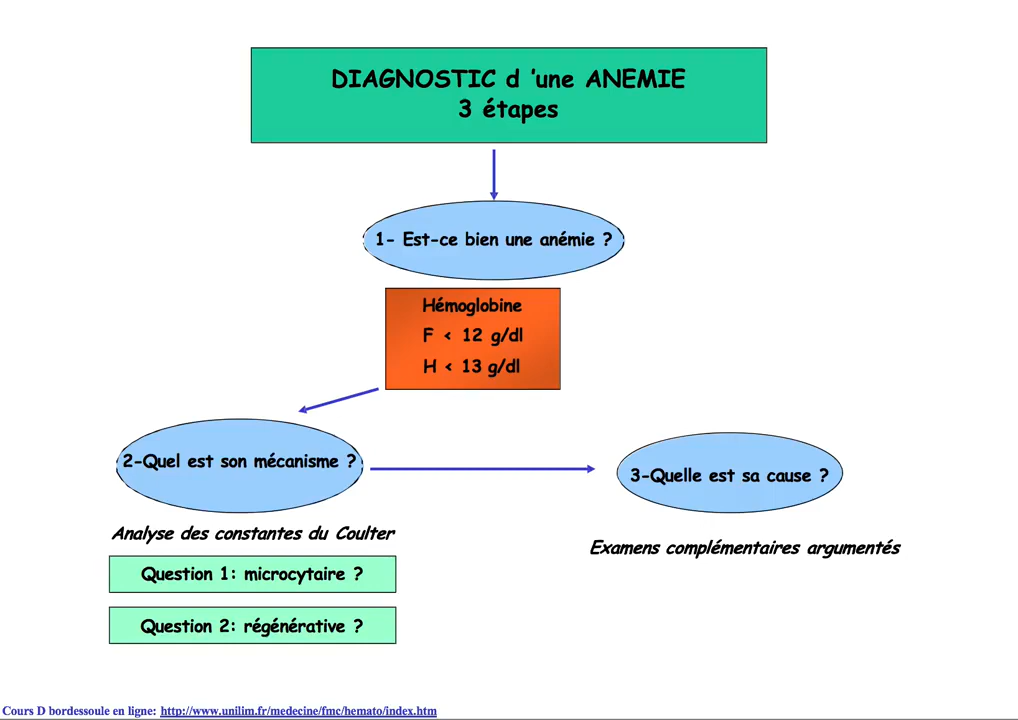 DIAGNOSTIC d ’une ANEMIE
3 étapes
1- Est-ce bien une anémie ?
Hémoglobine
F < 12 g/dl
H < 13 g/dl
2-Quel est son mécanisme ?
3-Quelle est sa cause ?
Analyse des constantes du Coulter
Examens complémentaires argumentés
Question 1: microcytaire ?
Question 2: régénérative ?
Cours D bordessoule en ligne: http://www.unilim.fr/medecine/fmc/hemato/index.htm